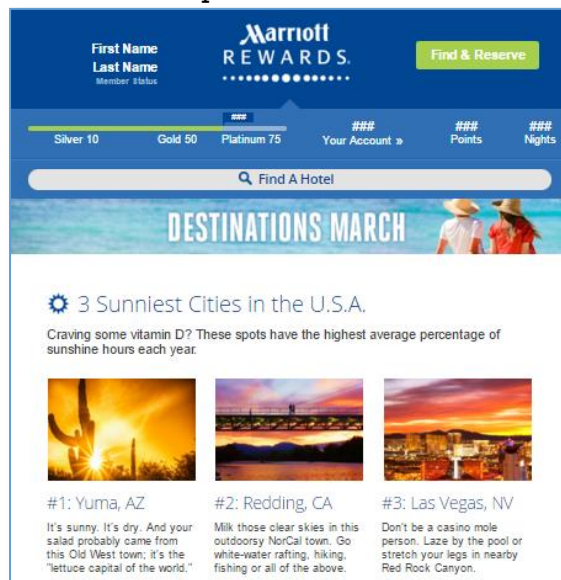 First Name
Last Name
Member Status
Marriott
REWARDS.
Find & Reserve
###
Silver 10
Gold 50
Platinum 75
###
Your Account »
###
Points
###
Nights
Find A Hotel
DESTINATIONS MARCH
3 Sunniest Cities in the U.S.A.
Craving some vitamin D? These spots have the highest average percentage of
sunshine hours each year.
#1: Yuma, AZ
It's sunny. It's dry. And your
salad probably came from
this Old West town; it's the
"lettuce capital of the world."
#2: Redding, CA
Milk those clear skies in this
outdoorsy NorCal town. Go
white-water rafting, hiking,
fishing or all of the above.
#3: Las Vegas, NV
Don't be a casino mole
person. Laze by the pool or
stretch your legs in nearby
Red Rock Canyon.